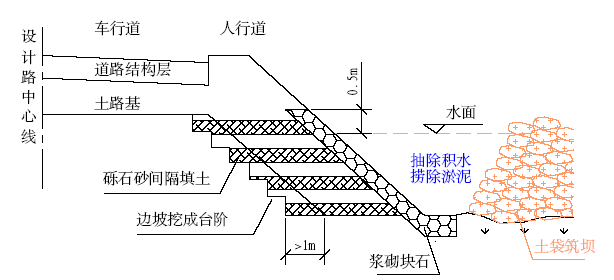 设计路中心线
车行道
人行道
道路结构层
土路基
0.5m
水面
抽除积水
捞除淤泥
砾石砂间隔填土
边坡挖成台阶
>1m
浆砌块石
土袋筑坝